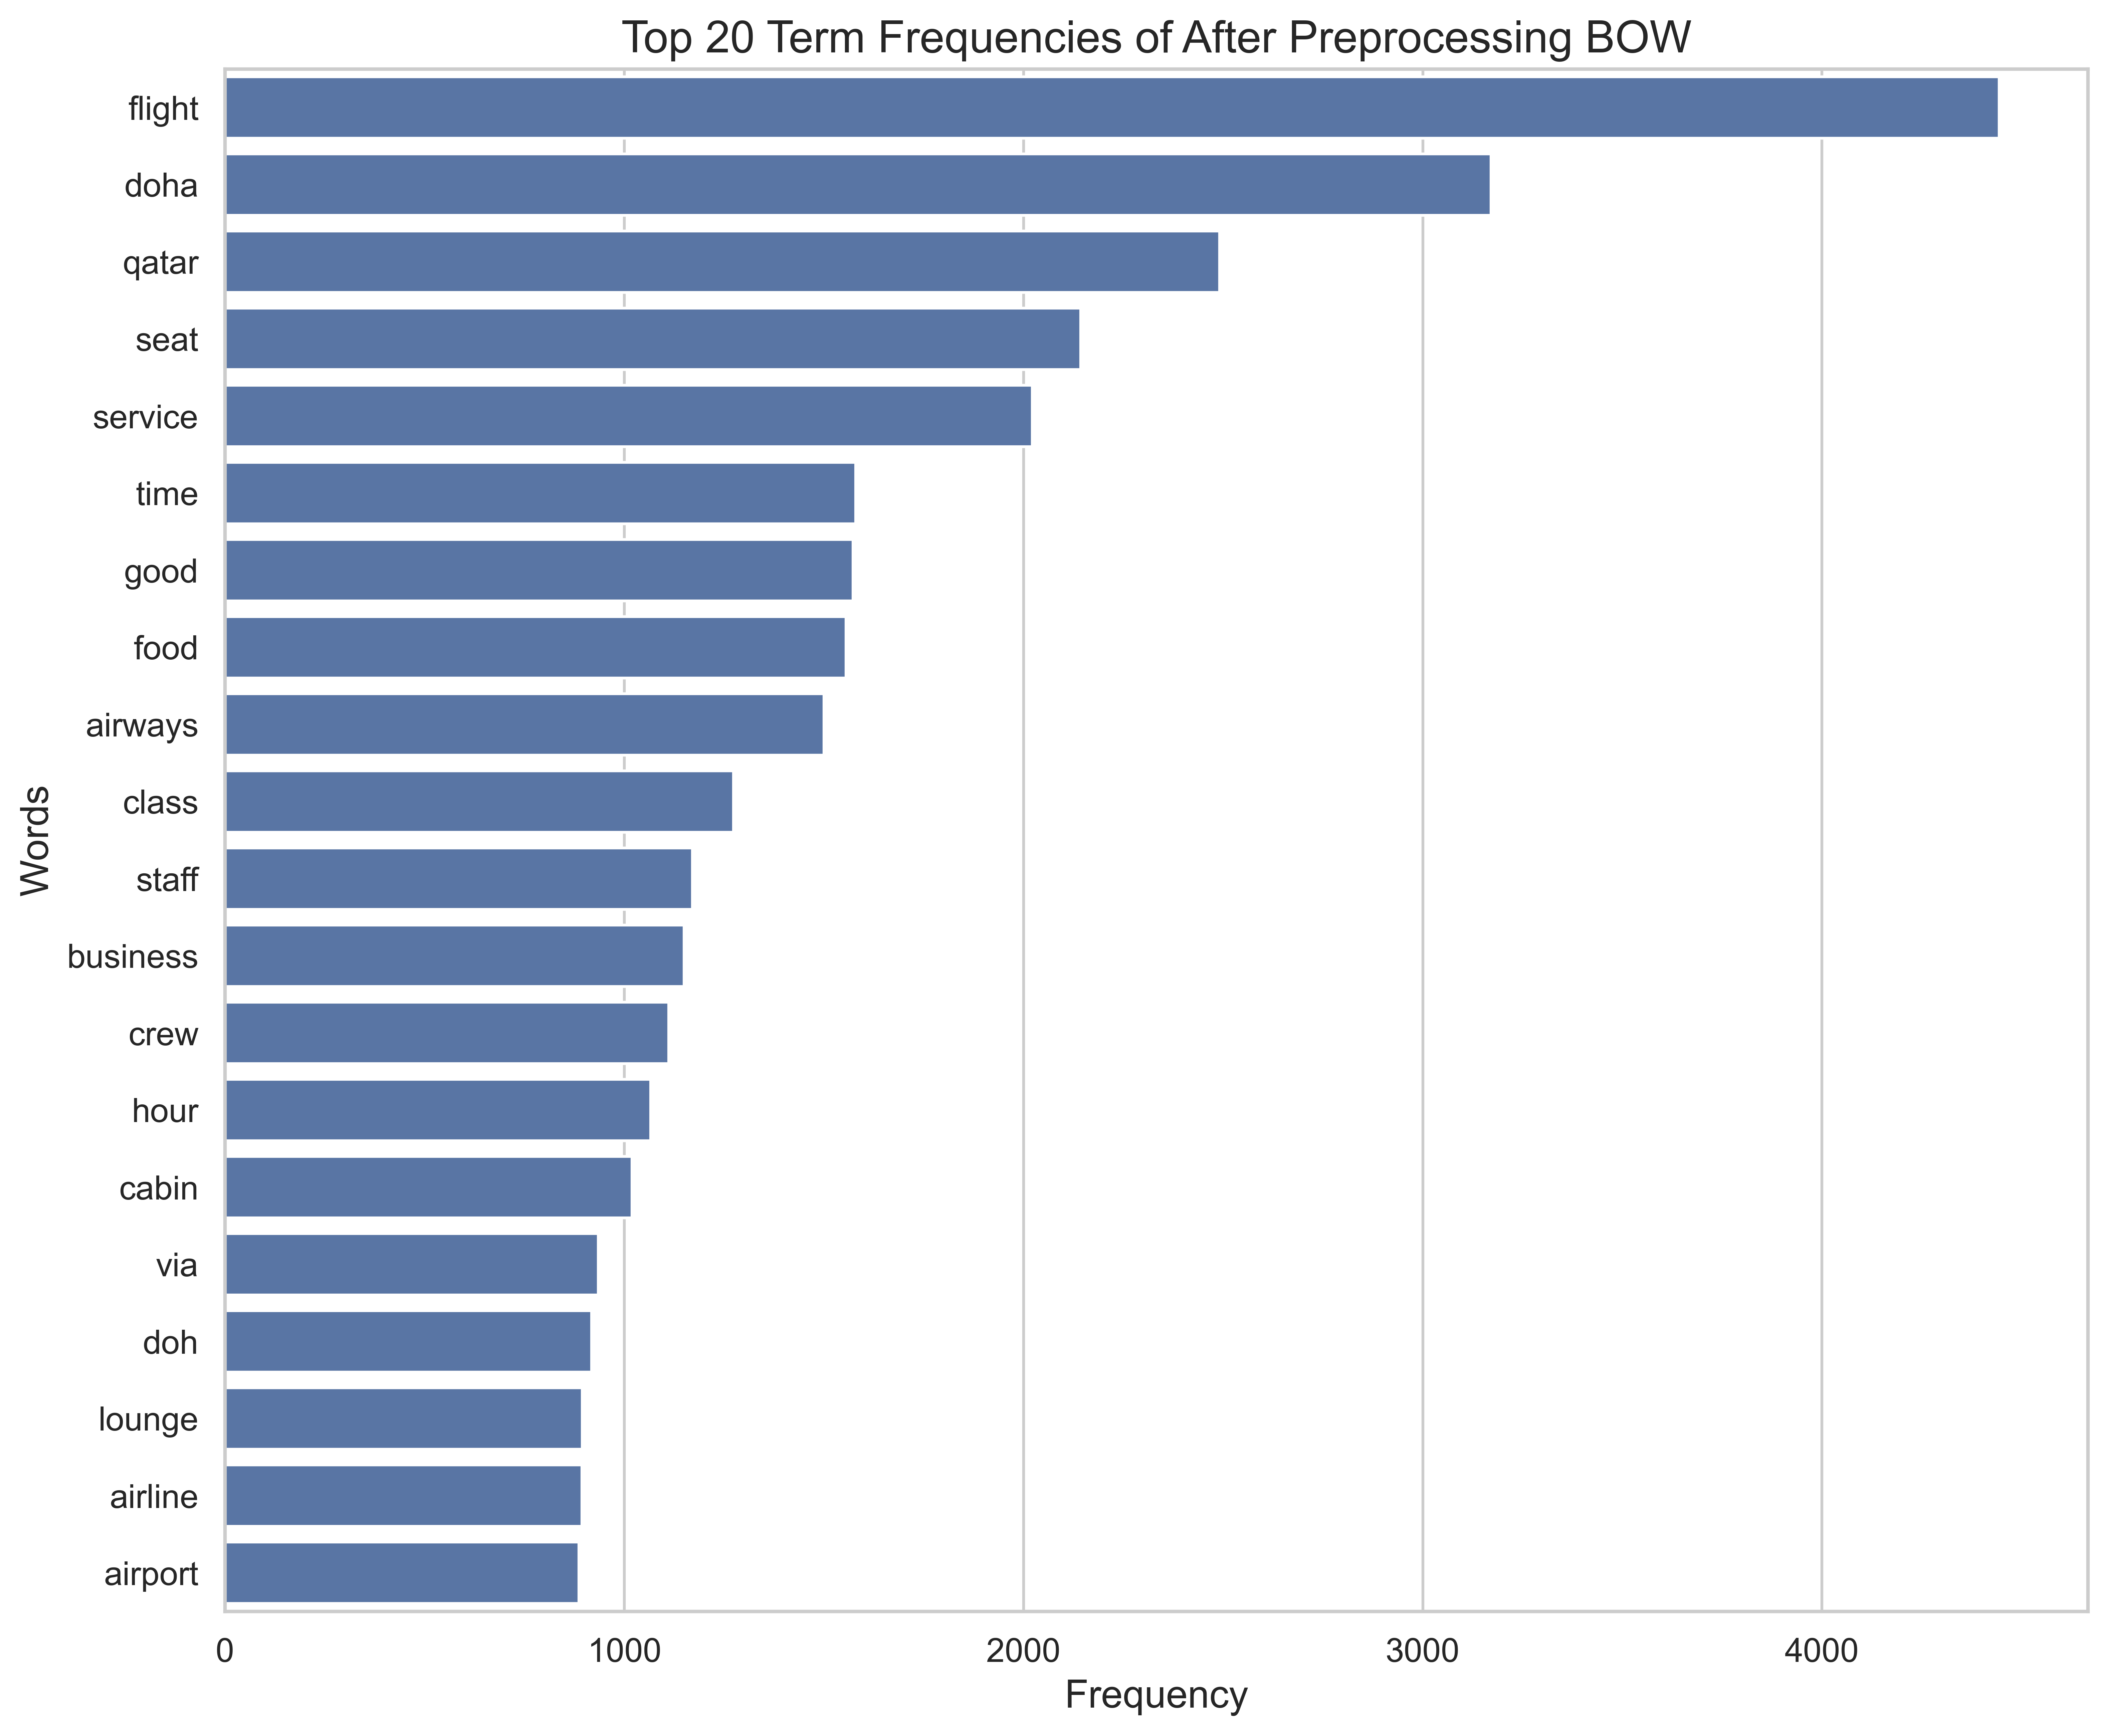 Top 20 Term Frequencies of After Preprocessing BOW
Words
flight
doha
qatar
seat
service
time
good
food
airways
class
staff
business
crew
hour
cabin
via
doh
lounge
airline
airport
0 1000 2000 3000 4000
Frequency